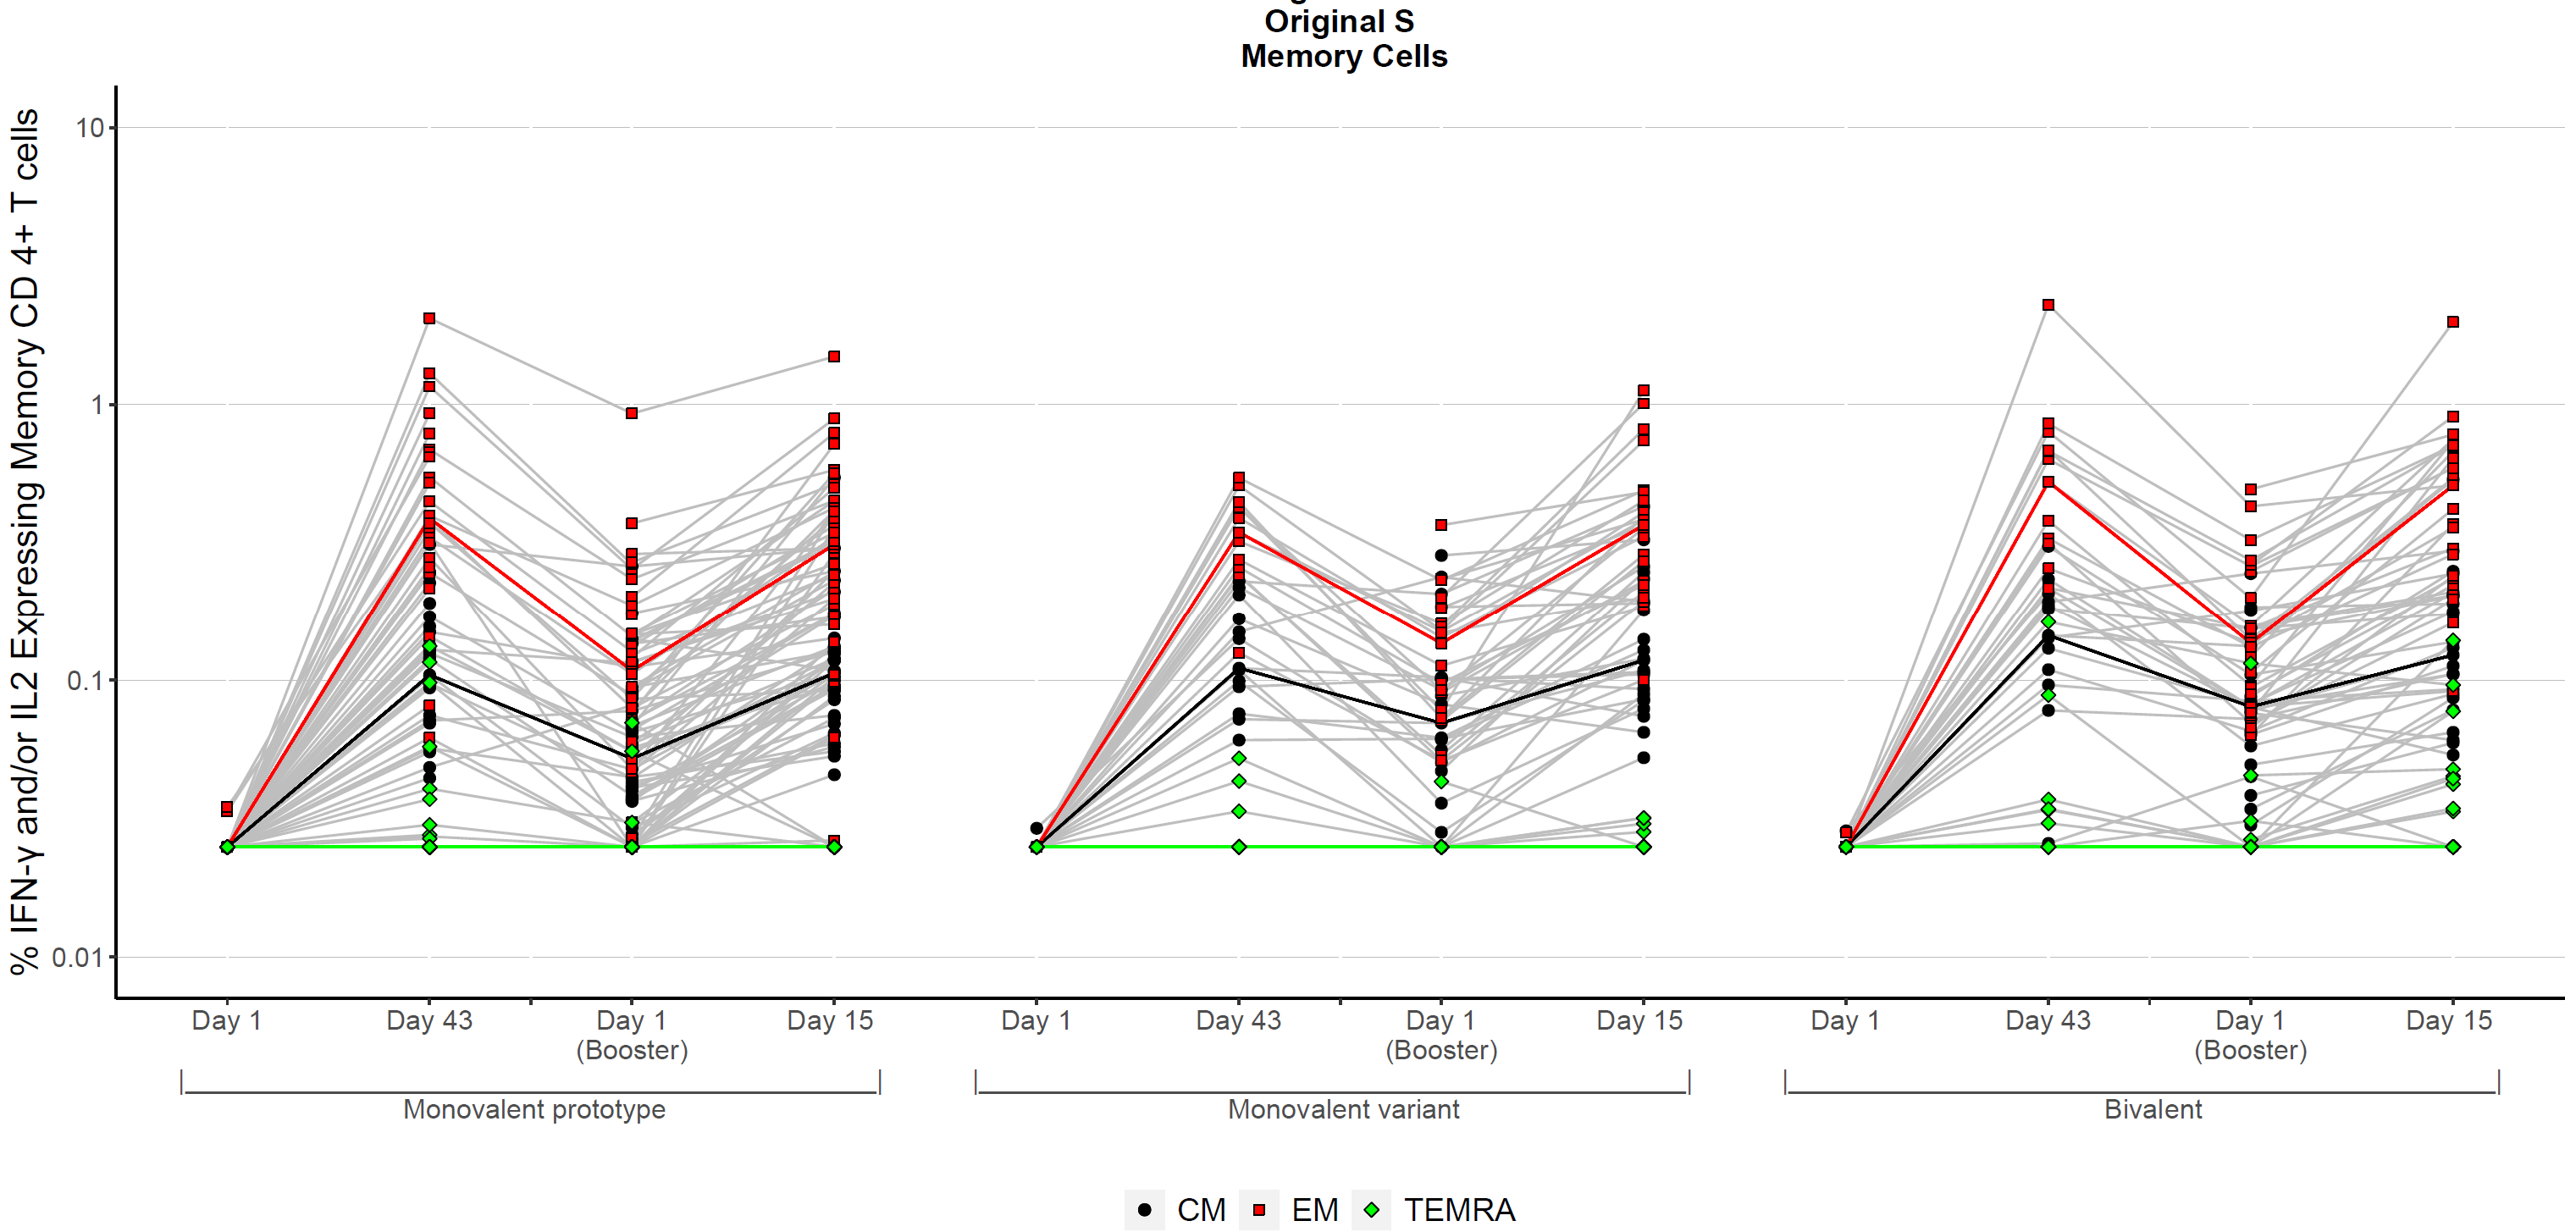 Original S
Memory Cells
% IFN-γ and/or IL2 Expressing Memory CD 4+ T cells
10
1
0.1
0.01
Day 1 Day 43 Day 1 Day 15 Day 1 Day 43 Day 1 Day 15 Day 1 Day 43 Day 1 Day 15
(Booster) (Booster) (Booster)
Monovalent prototype Monovalent variant Bivalent
CM EM TEMRA